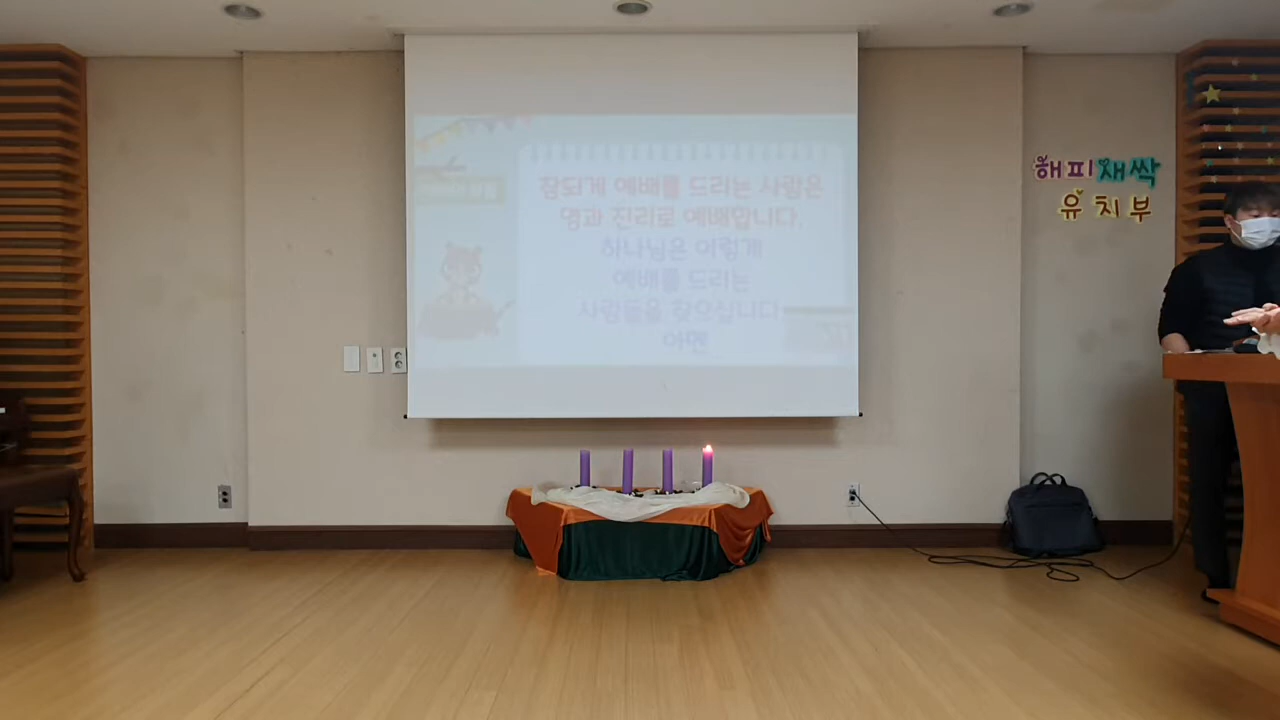 참되게 예배를 드리는 사람은
영과 진리로 예배합니다.
하나님은 이렇게
예배를 드리는
사람들을 찾으십니다
아멘
해피새싹
유치부